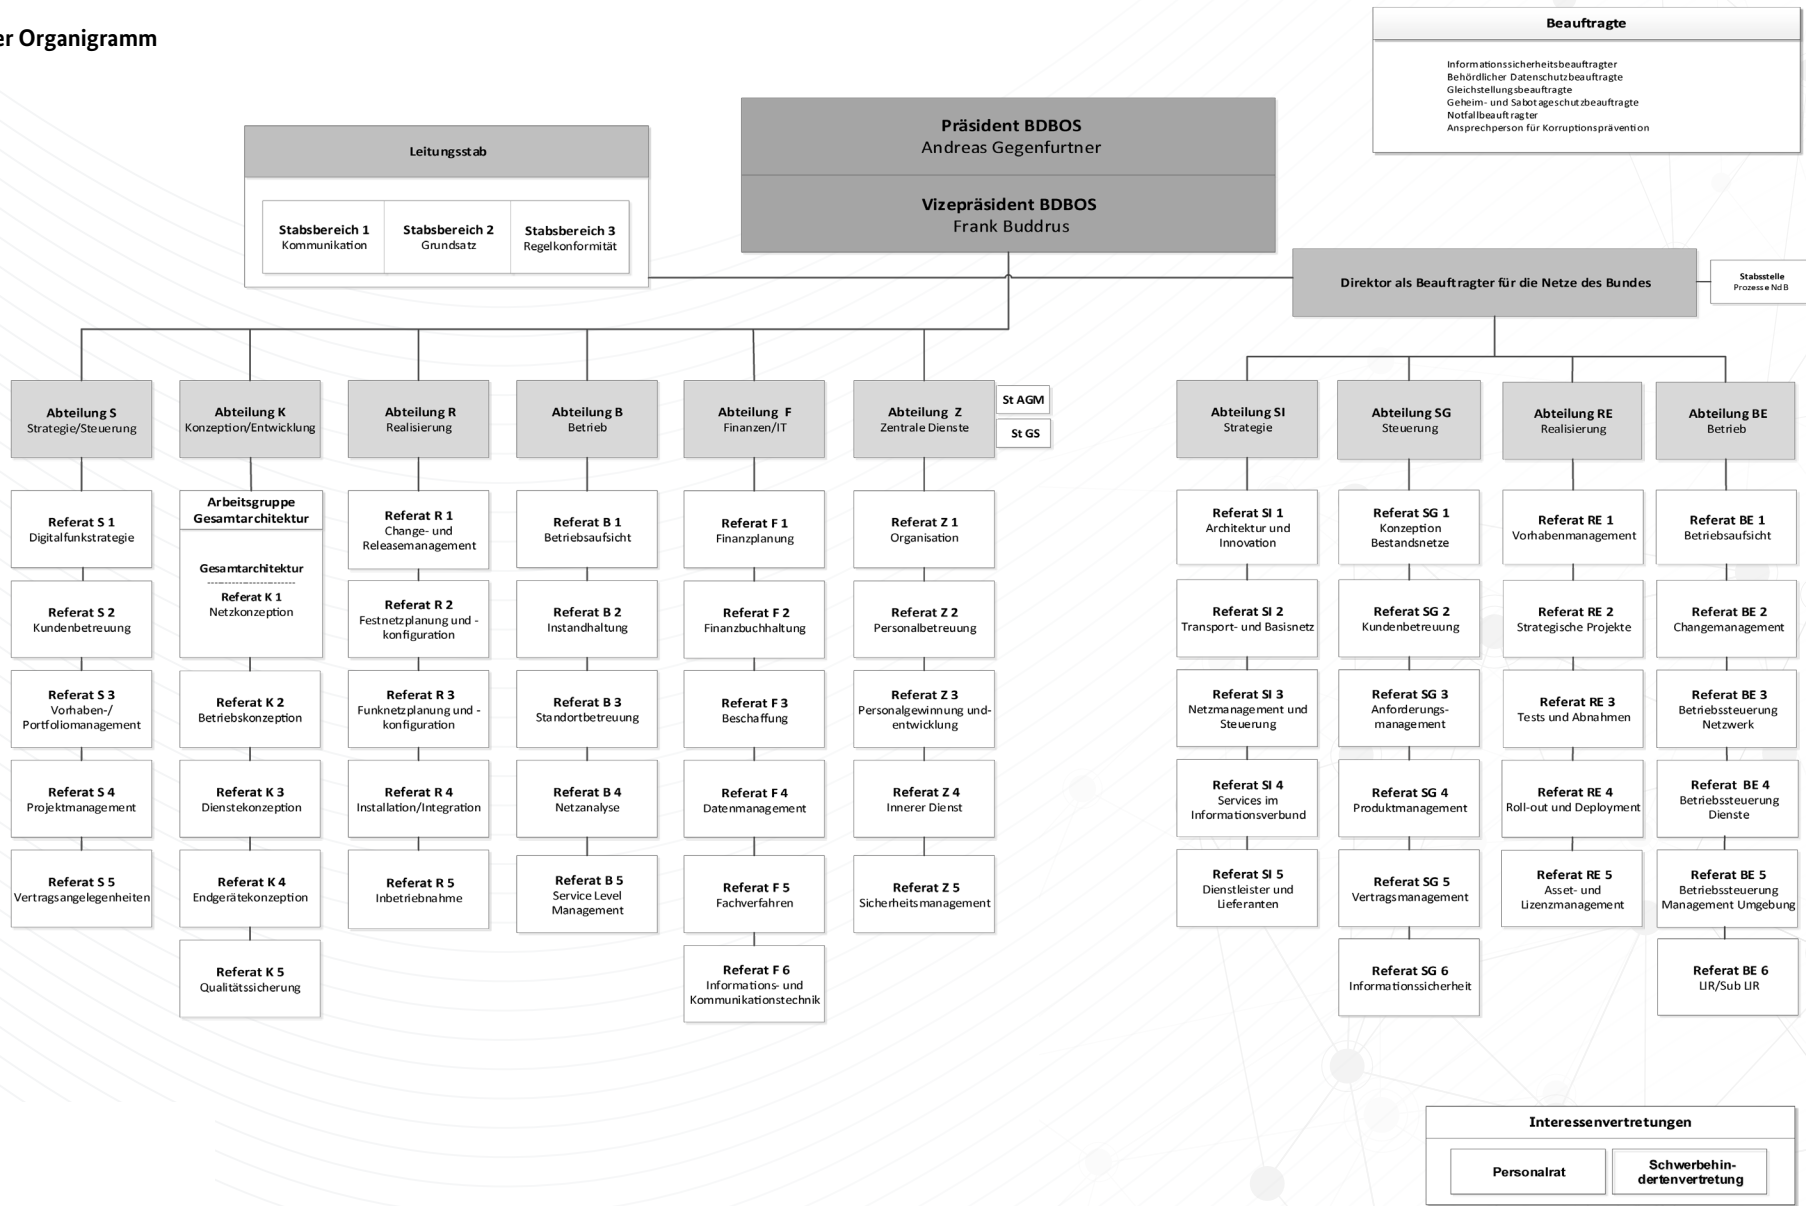 er Organigramm
Beauftragte
Informationssicherheitsbeauftragter
Behördlicher Datenschutzbeauftragte
Gleichstellungsbeauftragte
Geheim- und Sabotageschutzbeauftragte
Notfallbeauftragter
Ansprechperson für Korruptionsprävention
Präsident BDBOS
Andreas Gegenfurtner
Vizepräsident BDBOS
Frank Buddrus
Leitungsstab
Stabsbereich 1
Kommunikation
Stabsbereich 2
Grundsatz
Stabsbereich 3
Regelkonformität
Direktor als Beauftragter für die Netze des Bundes
Stabsstelle
Prozesse NdB
Abteilung S
Strategie/Steuerung
Referat S 1
Digitalfunkstrategie
Referat S 2
Kundenbetreuung
Referat S 3
Vorhaben-/
Portfoliomanagement
Referat S 4
Projektmanagement
Referat S 5
Vertragsangelegenheiten
Abteilung K
Konzeption/Entwicklung
Arbeitsgruppe
Gesamtarchitektur
Gesamtarchitektur
------------------------
Referat K 1
Netzkonzeption
Referat K 2
Betriebskonzeption
Referat K 3
Dienstekonzeption
Referat K 4
Endgerätekonzeption
Referat K 5
Qualitätssicherung
Abteilung R
Realisierung
Referat R 1
Change- und
Releasemanagement
Referat R 2
Festnetzplanung und -
konfiguration
Referat R 3
Funknetzplanung und -
konfiguration
Referat R 4
Installation/Integration
Referat R 5
Inbetriebnahme
Abteilung B
Betrieb
Referat B 1
Betriebsaufsicht
Referat B 2
Instandhaltung
Referat B 3
Standortbetreuung
Referat B 4
Netzanalyse
Referat B 5
Service Level
Management
Abteilung F
Finanzen/IT
Referat F 1
Finanzplanung
Referat F 2
Finanzbuchhaltung
Referat F 3
Beschaffung
Referat F 4
Datenmanagement
Referat F 5
Fachverfahren
Referat F 6
Informations- und
Kommunikationstechnik
Abteilung Z
Zentrale Dienste
St AGM
St GS
Referat Z 1
Organisation
Referat Z 2
Personalbetreuung
Referat Z 3
Personalgewinnung und-
entwicklung
Referat Z 4
Innerer Dienst
Referat Z 5
Sicherheitsmanagement
Abteilung SI
Strategie
Referat SI 1
Architektur und
Innovation
Referat SI 2
Transport- und Basisnetz
Referat SI 3
Netzmanagement und
Steuerung
Referat SI 4
Services im
Informationsverbund
Referat SI 5
Dienstleister und
Lieferanten
Abteilung SG
Steuerung
Referat SG 1
Konzeption
Bestandsnetze
Referat SG 2
Kundenbetreuung
Referat SG 3
Anforderungs-
management
Referat SG 4
Produktmanagement
Referat SG 5
Vertragsmanagement
Referat SG 6
Informationssicherheit
Abteilung RE
Realisierung
Referat RE 1
Vorhabenmanagement
Referat RE 2
Strategische Projekte
Referat RE 3
Tests und Abnahmen
Referat RE 4
Roll-out und Deployment
Referat RE 5
Asset- und
Lizenzmanagement
Abteilung BE
Betrieb
Referat BE 1
Betriebsaufsicht
Referat BE 2
Changemanagement
Referat BE 3
Betriebssteuerung
Netzwerk
Referat BE 4
Betriebssteuerung
Dienste
Referat BE 5
Betriebssteuerung
Management Umgebung
Referat BE 6
LIR/Sub LIR
Interessenvertretungen
Personalrat
Schwerbehin-
dertenvertretung